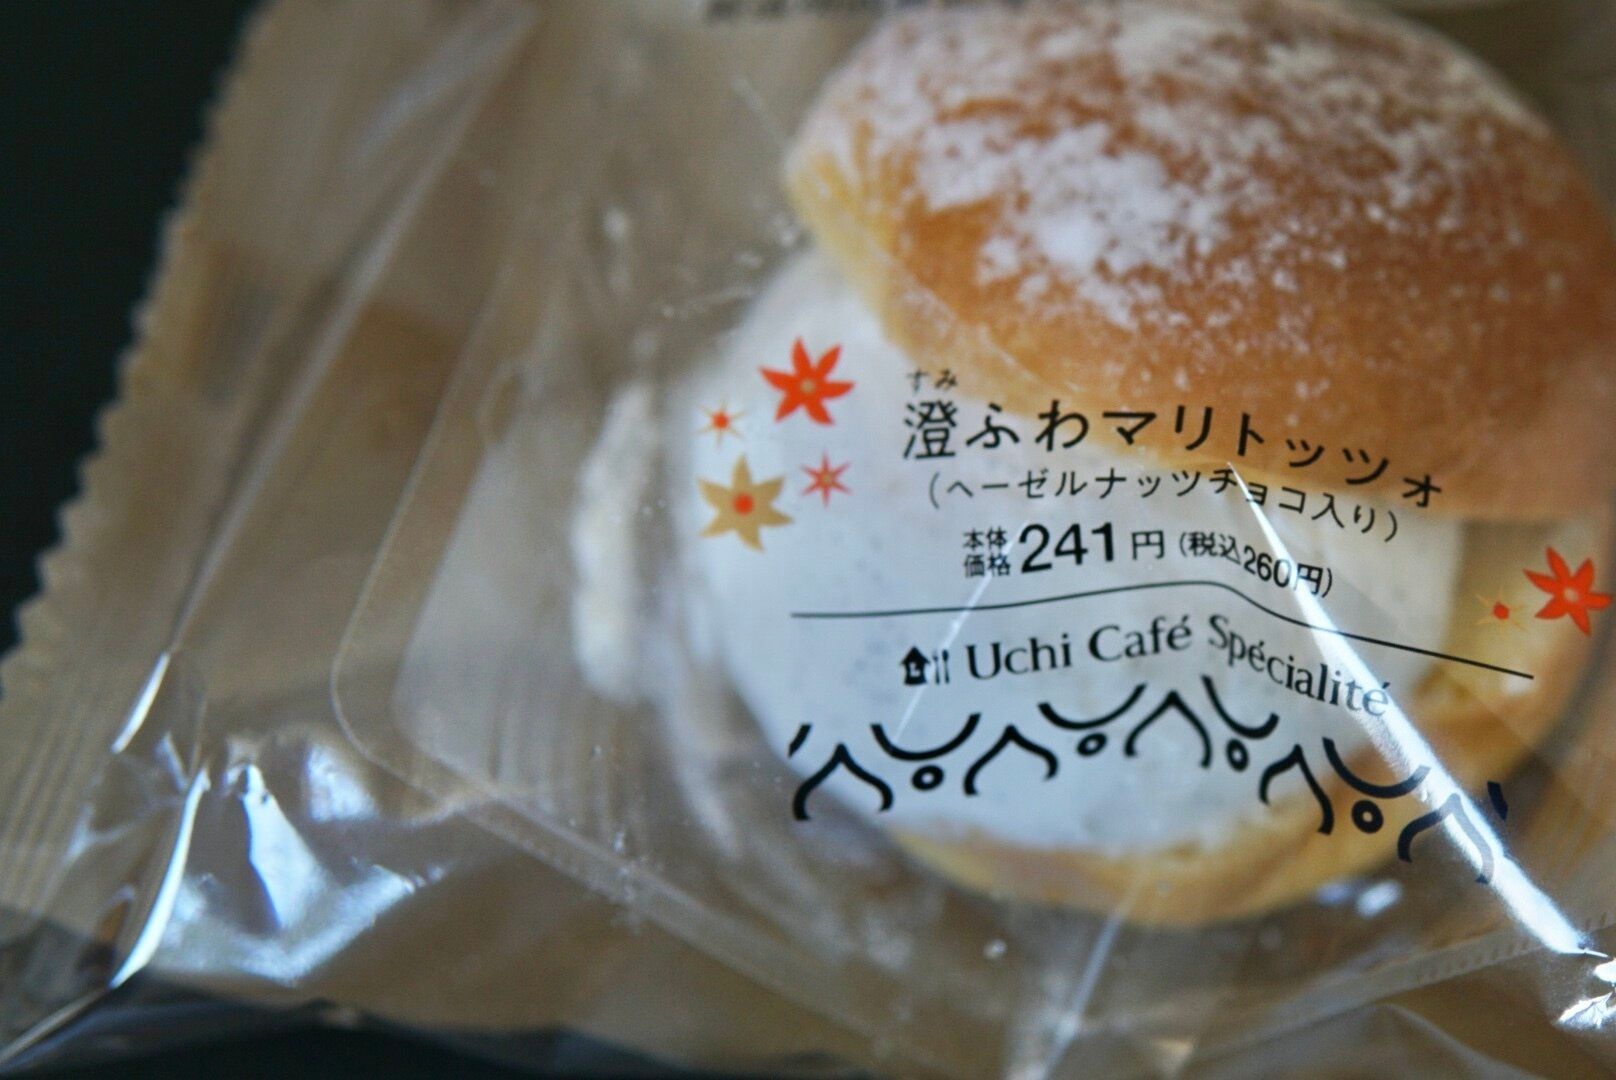 すみ
澄ふわマリトッツォ
(ヘーゼルナッツチョコ入り)
本体価格 241円 (税込260円)
Uchi Café Spécialité